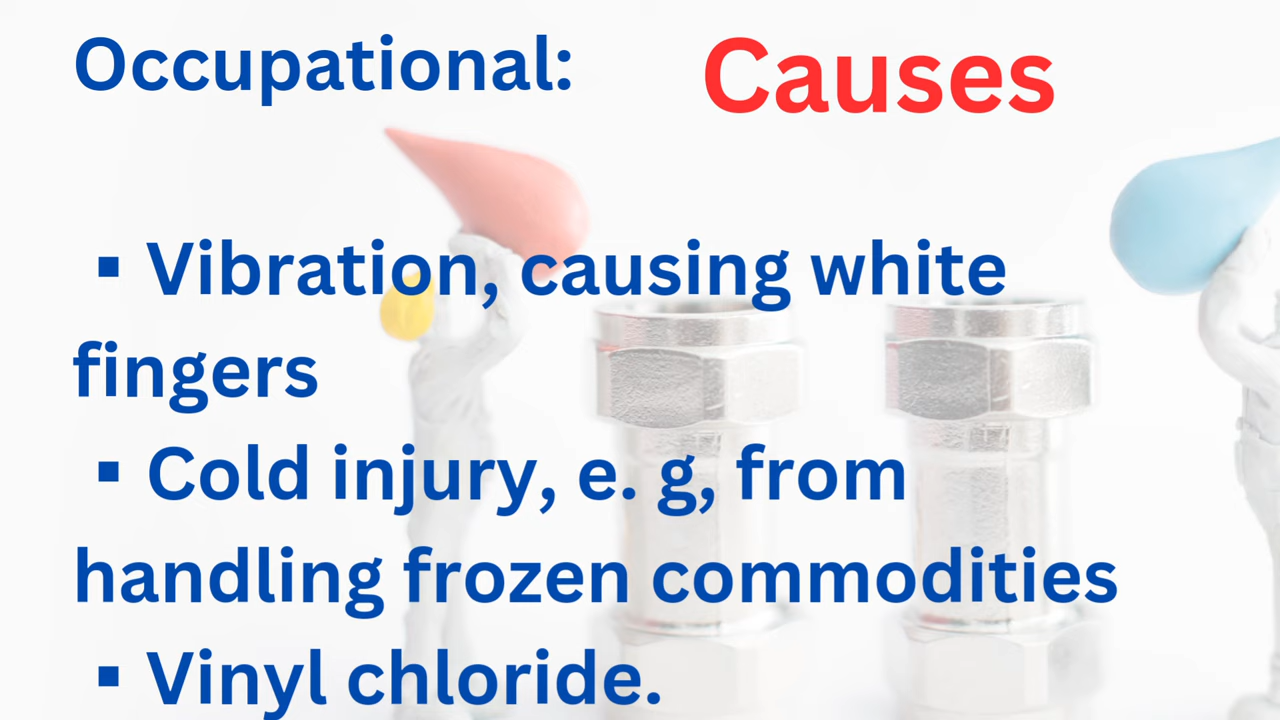 Occupational:
Causes
▪ Vibration, causing white
fingers
▪ Cold injury, e. g, from
handling frozen commodities
▪ Vinyl chloride.